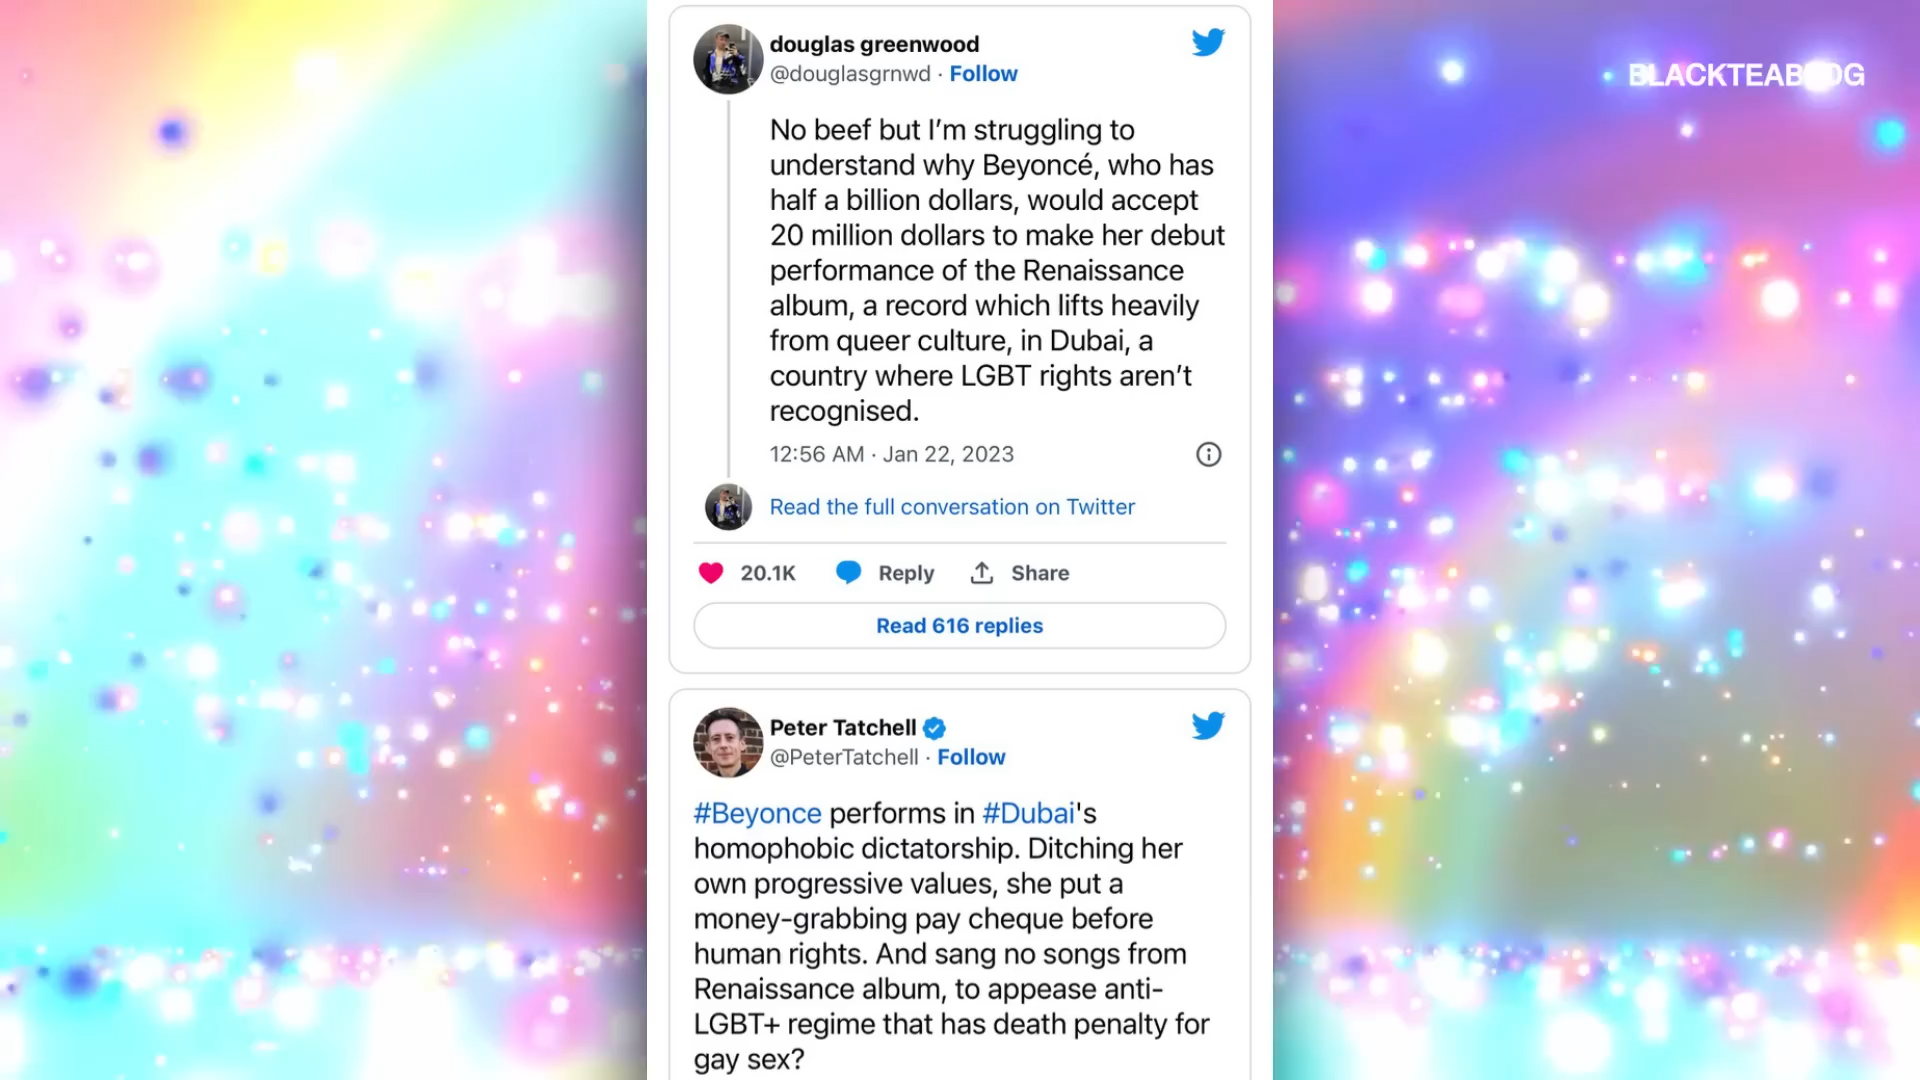 douglas greenwood
@douglasgrnwd · Follow
No beef but I’m struggling to
understand why Beyoncé, who has
half a billion dollars, would accept
20 million dollars to make her debut
performance of the Renaissance
album, a record which lifts heavily
from queer culture, in Dubai, a
country where LGBT rights aren’t
recognised.
12:56 AM · Jan 22, 2023
Read the full conversation on Twitter
20.1K Reply Share
Read 616 replies
Peter Tatchell
@PeterTatchell · Follow
#Beyonce performs in #Dubai's
homophobic dictatorship. Ditching her
own progressive values, she put a
money-grabbing pay cheque before
human rights. And sang no songs from
Renaissance album, to appease anti-
LGBT+ regime that has death penalty for
gay sex?